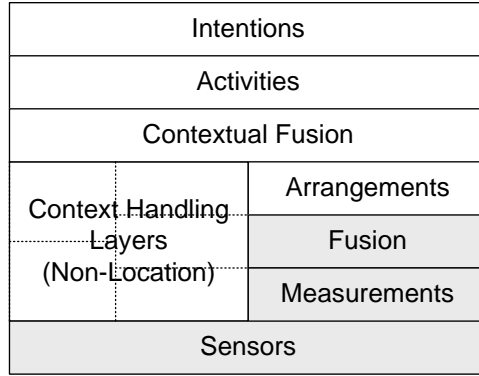 Intentions
Activities
Contextual Fusion
Arrangements
Context Handling
Layers
(Non-Location)
Fusion
Measurements
Sensors